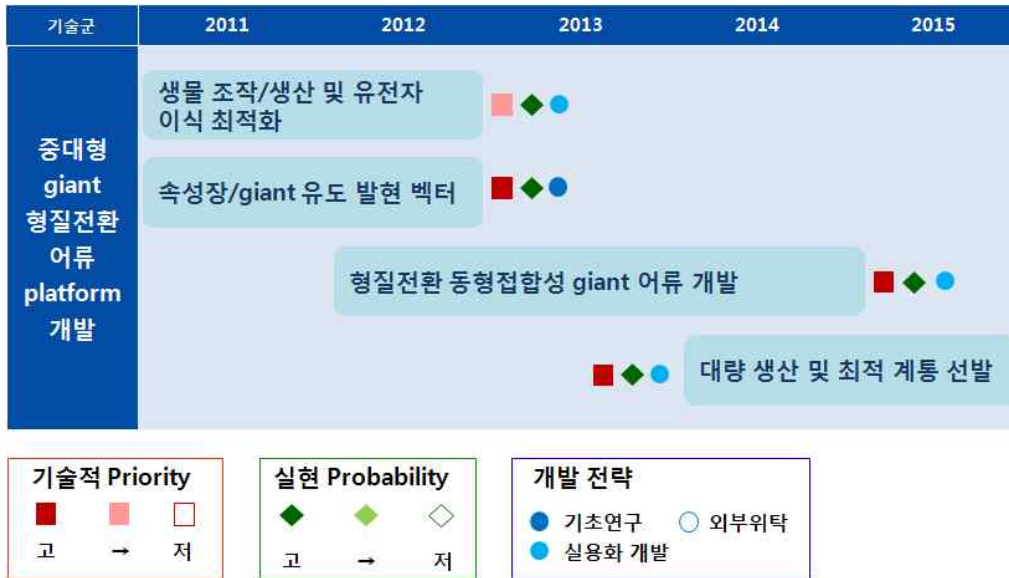 기술군
2011
2012
2013
2014
2015
중대형
giant
형질전환
어류
platform
개발
생물 조작/생산 및 유전자
이식 최적화
속성장/giant 유도 발현 벡터
형질전환 동형접합성 giant 어류 개발
대량 생산 및 최적 계통 선발
기술적 Priority
고 → 저
실현 Probability
고 → 저
개발 전략
기초연구 외부위탁
실용화 개발